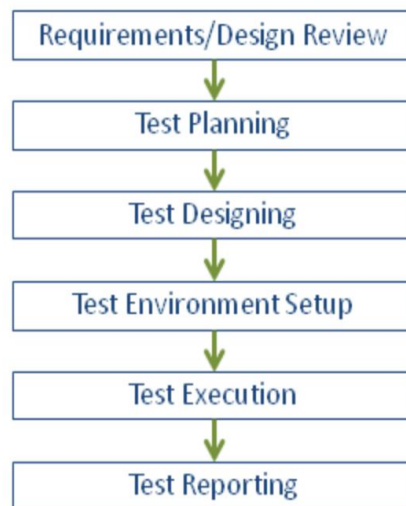 Requirements/Design Review
Test Planning
Test Designing
Test Environment Setup
Test Execution
Test Reporting